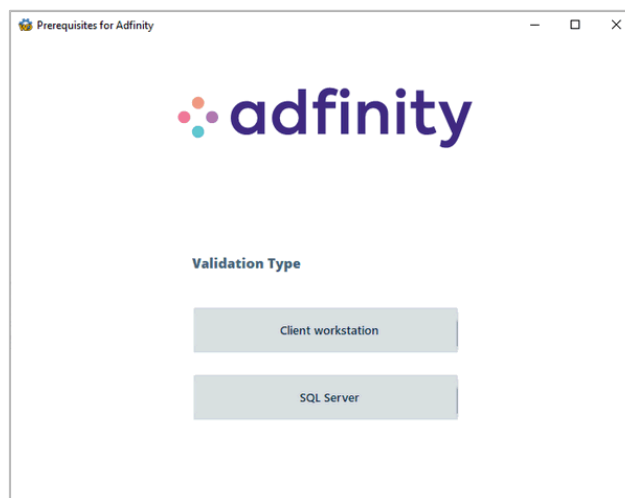 Prerequisites for Adfinity
adfinity
Validation Type
Client workstation
SQL Server